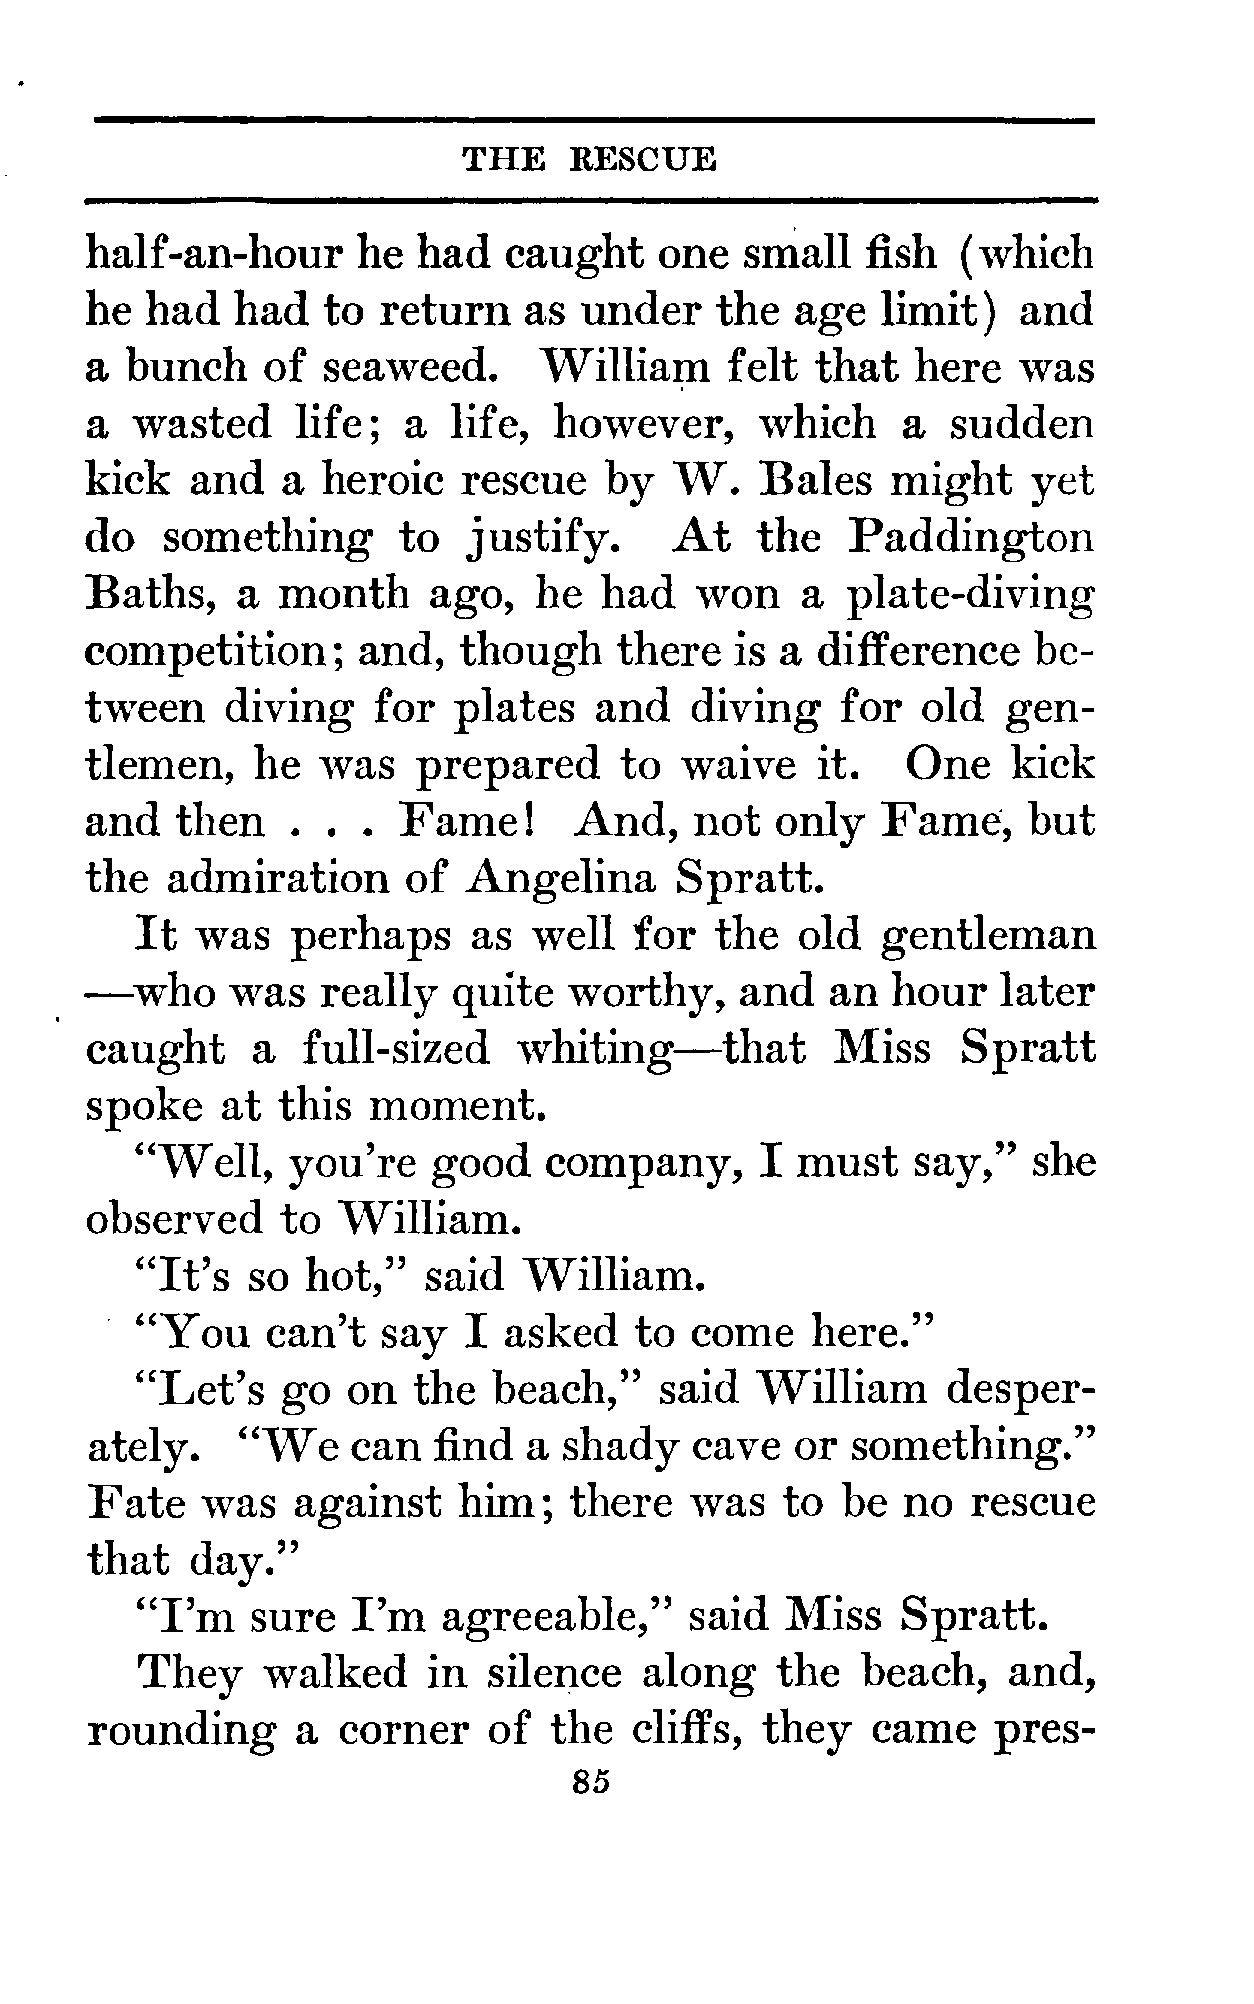 THE RESCUE
half-an-hour he had caught one small fish (which
he had had to return as under the age limit) and
a bunch of seaweed. William felt that here was
a wasted life; a life, however, which a sudden
kick and a heroic rescue by W. Bales might yet
do something to justify. At the Paddington
Baths, a month ago, he had won a plate-diving
competition; and, though there is a difference be-
tween diving for plates and diving for old gen-
tlemen, he was prepared to waive it. One kick
and then . . . Fame! And, not only Fame, but
the admiration of Angelina Spratt.
It was perhaps as well for the old gentleman
—who was really quite worthy, and an hour later
caught a full-sized whiting—that Miss Spratt
spoke at this moment.
“Well, you’re good company, I must say,” she
observed to William.
“It’s so hot,” said William.
“You can’t say I asked to come here.”
“Let’s go on the beach,” said William desper-
ately. “We can find a shady cave or something.”
Fate was against him; there was to be no rescue
that day.”
“I’m sure I’m agreeable,” said Miss Spratt.
They walked in silence along the beach, and,
rounding a corner of the cliffs, they came pres-
85